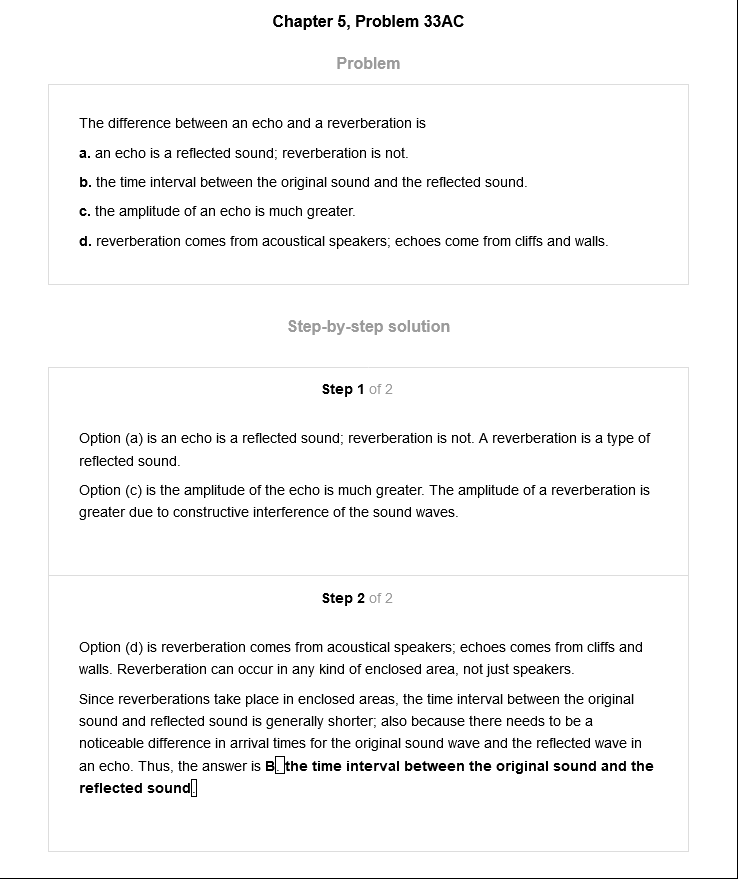 Chapter 5, Problem 33AC
Problem
The difference between an echo and a reverberation is
a. an echo is a reflected sound; reverberation is not.
b. the time interval between the original sound and the reflected sound.
c. the amplitude of an echo is much greater.
d. reverberation comes from acoustical speakers; echoes come from cliffs and walls.
Step-by-step solution
Step 1 of 2
Option (a) is an echo is a reflected sound; reverberation is not. A reverberation is a type of
reflected sound.
Option (c) is the amplitude of the echo is much greater. The amplitude of a reverberation is
greater due to constructive interference of the sound waves.
Step 2 of 2
Option (d) is reverberation comes from acoustical speakers; echoes comes from cliffs and
walls. Reverberation can occur in any kind of enclosed area, not just speakers.
Since reverberations take place in enclosed areas, the time interval between the original
sound and reflected sound is generally shorter; also because there needs to be a
noticeable difference in arrival times for the original sound wave and the reflected wave in
an echo. Thus, the answer is B. the time interval between the original sound and the
reflected sound.